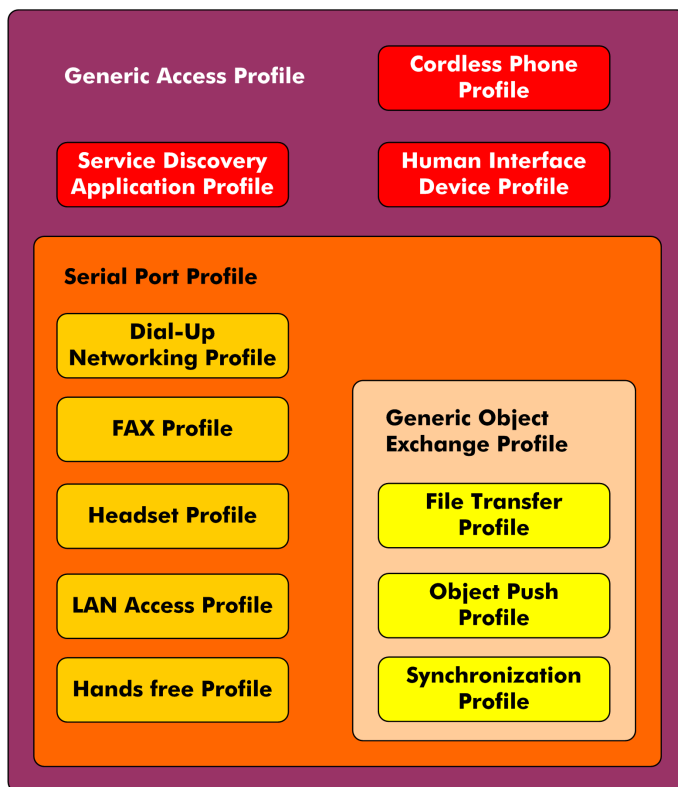 Generic Access Profile
Cordless Phone
Profile
Service Discovery
Application Profile
Human Interface
Device Profile
Serial Port Profile
Dial-Up
Networking Profile
FAX Profile
Headset Profile
LAN Access Profile
Hands free Profile
Generic Object
Exchange Profile
File Transfer
Profile
Object Push
Profile
Synchronization
Profile